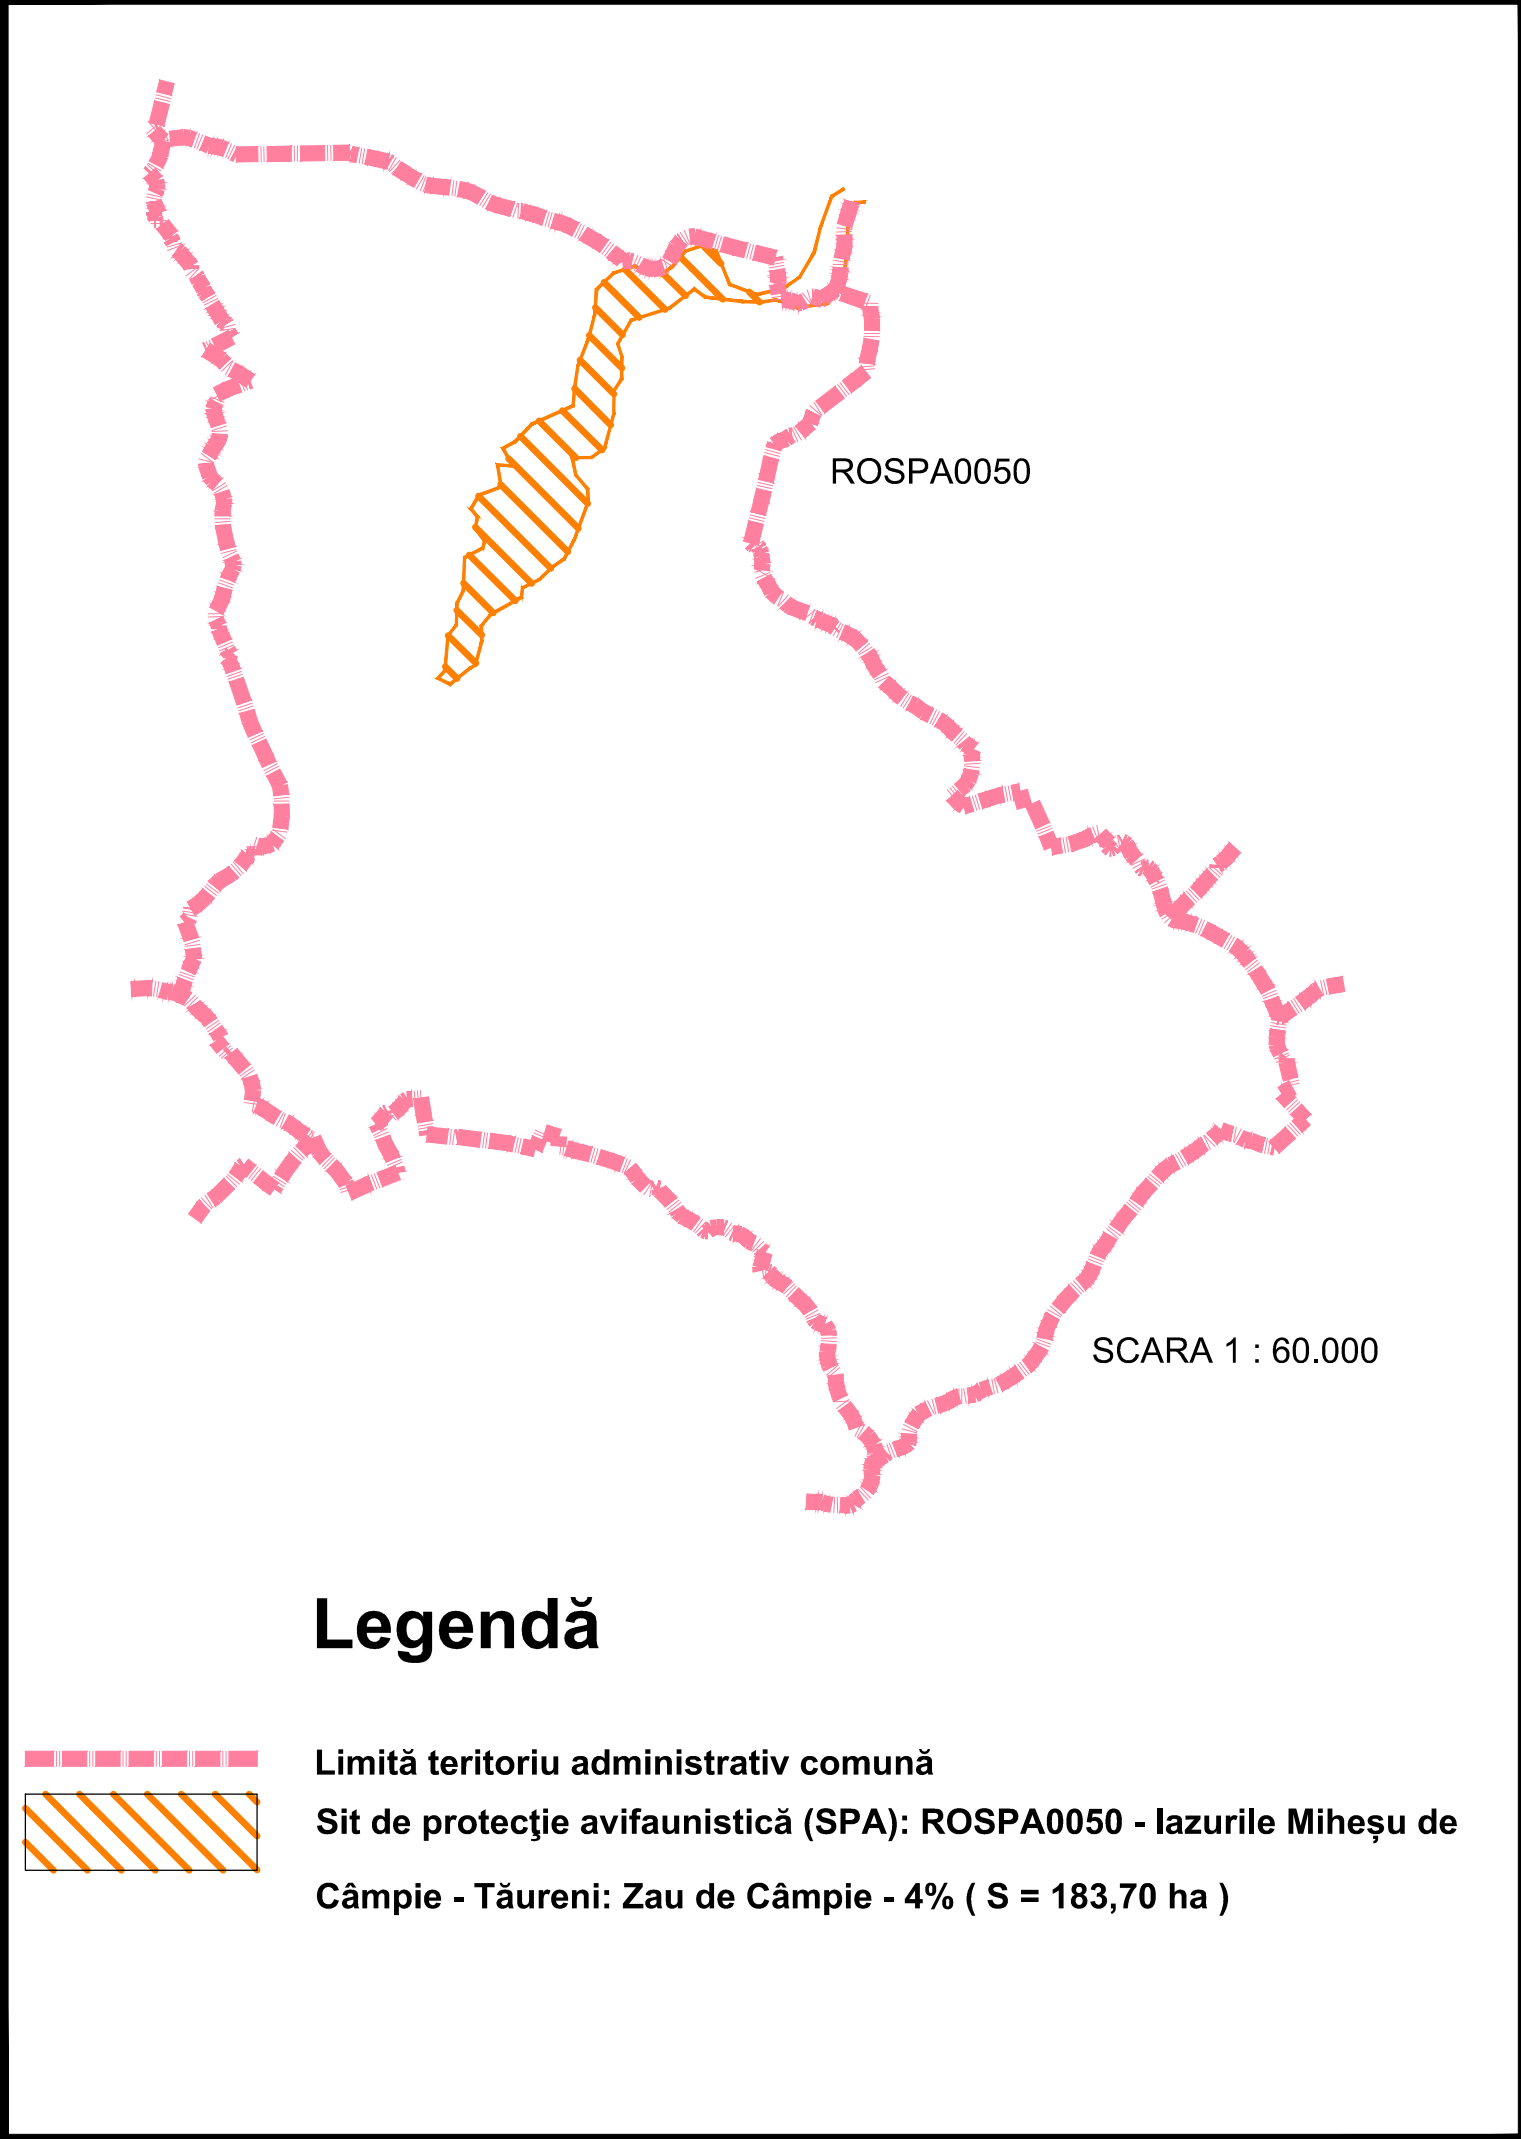 ROSPA0050
SCARA 1 : 60.000
Legendă
Limită teritoriu administrativ comună
Sit de protecţie avifaunistică (SPA): ROSPA0050 - Iazurile Miheșu de
Câmpie - Tăureni: Zau de Câmpie - 4% ( S = 183,70 ha )